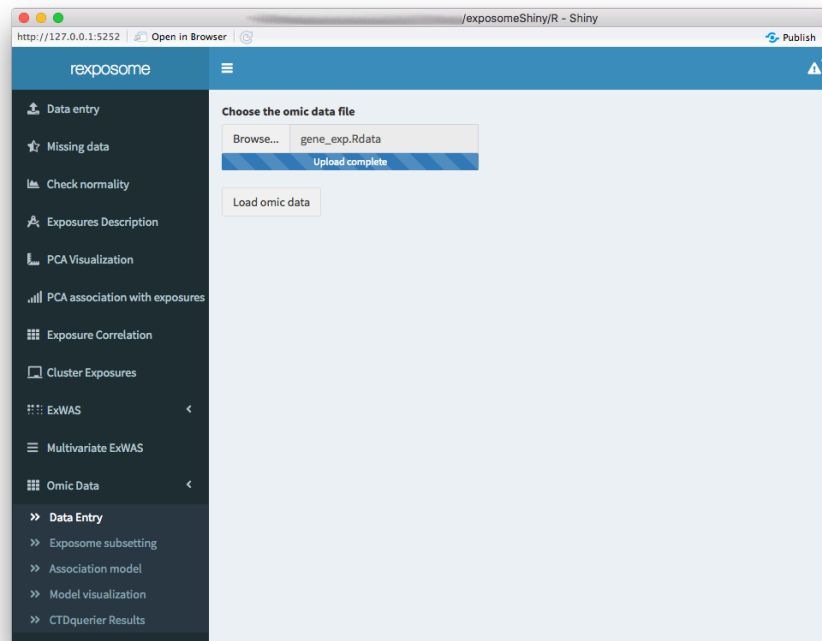 /exposomeShiny/R - Shiny
http://127.0.0.1:5252 Open in Browser Publish
rexposome
Data entry
Missing data
Check normality
Exposures Description
PCA Visualization
PCA association with exposures
Exposure Correlation
Cluster Exposures
ExWAS
Multivariate ExWAS
Omic Data
Data Entry
Exposome subsetting
Association model
Model visualization
CTDquerier Results
Choose the omic data file
Browse... gene_exp.Rdata
Upload complete
Load omic data